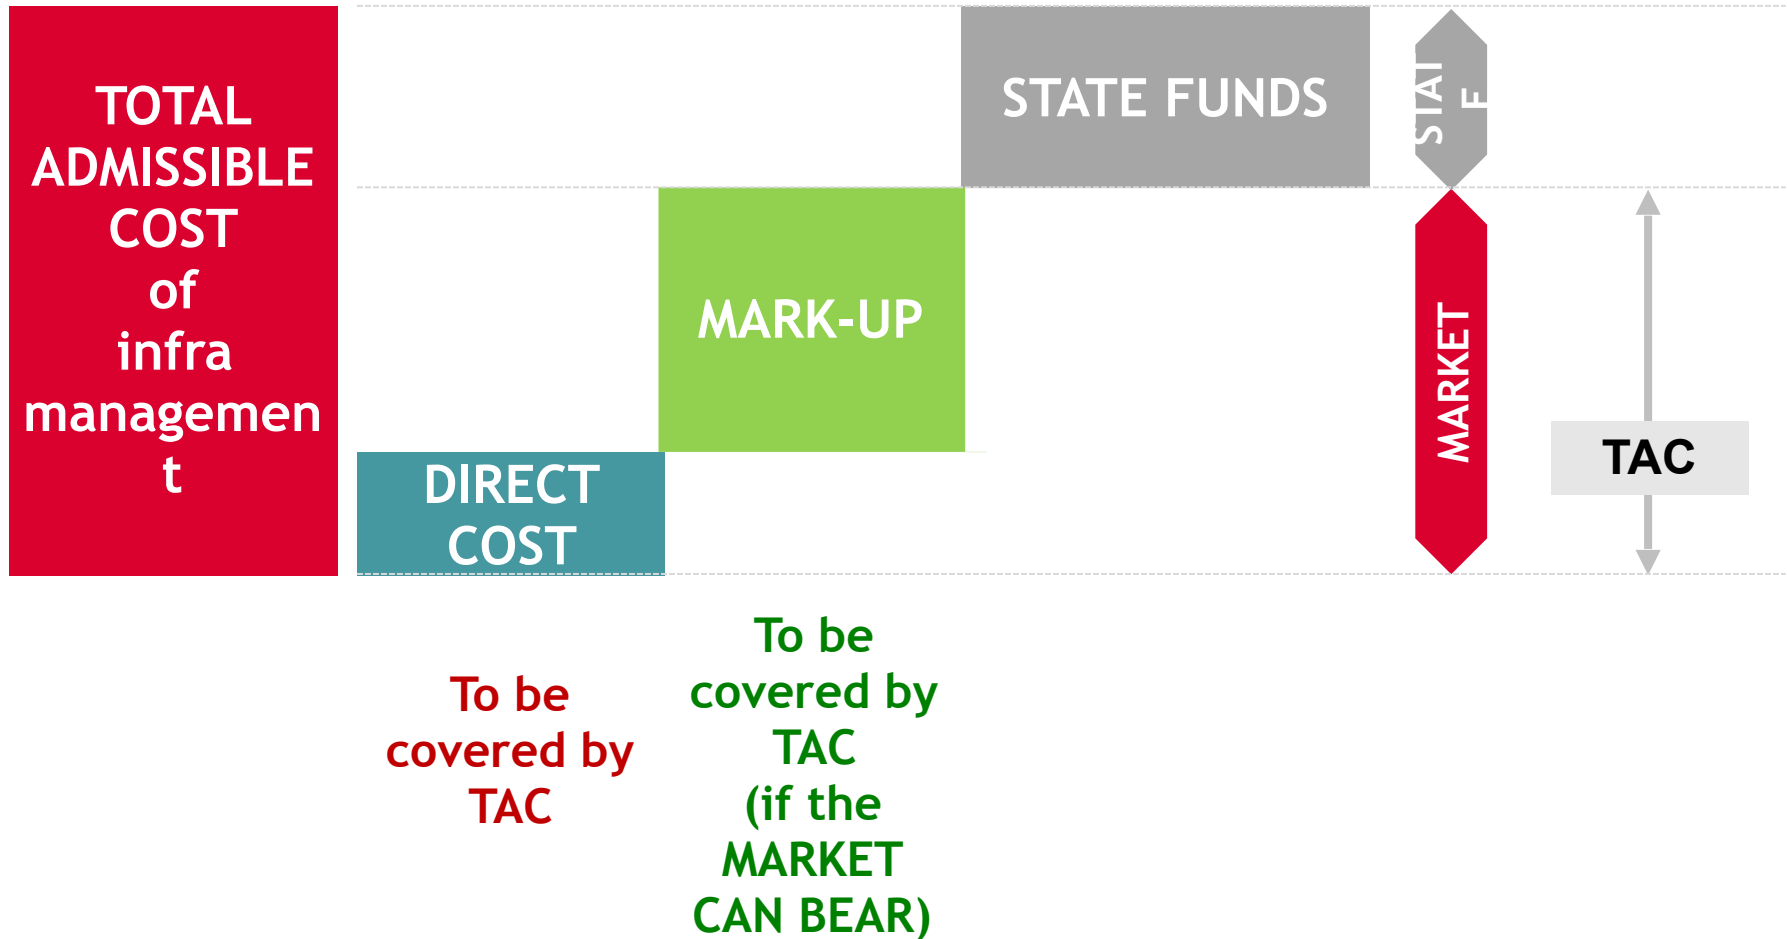 TOTAL
ADMISSIBLE
COST
of
infra
managemen
t
DIRECT
COST
MARK-UP
STATE FUNDS
STAT
E
MARKET
TAC
To be
covered by
TAC
To be
covered by
TAC
(if the
MARKET
CAN BEAR)